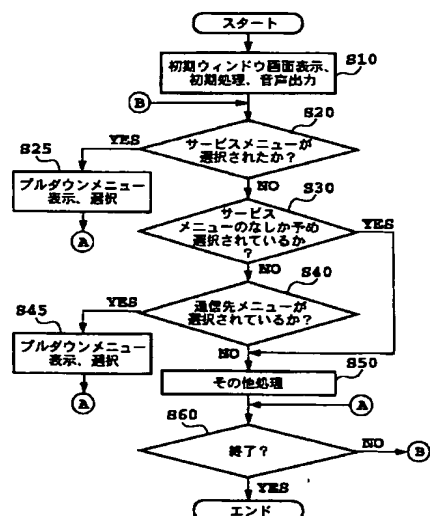 スタート
S10
初期ウィンドウ画面表示、
初期処理、音声出力
B
S20
YES
サービスメニューが
選択されたか?
S25
プルダウンメニュー
表示、選択
A
NO
S30
サービス
メニューのなしか予め
選択されているか
?
YES
NO
S40
YES
通信先メニューが
選択されているか?
S45
プルダウンメニュー
表示、選択
A
NO
S50
その他処理
A
S60
終了?
NO
B
YES
エンド